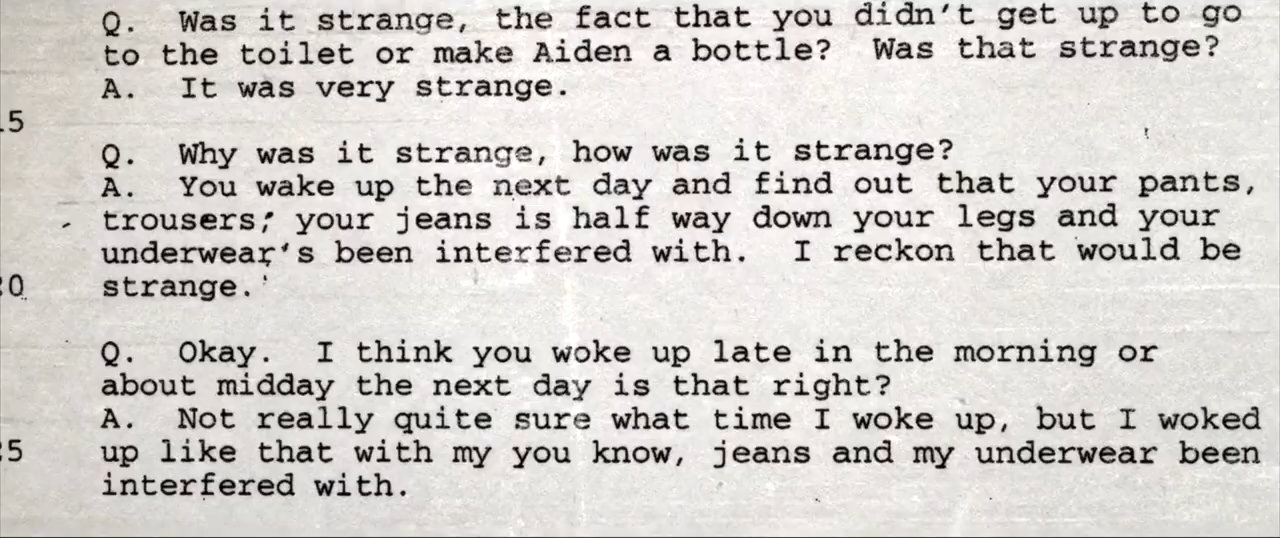 Q. Was it strange, the fact that you didn't get up to go
to the toilet or make Aiden a bottle? Was that strange?
A. It was very strange.
15
Q. Why was it strange, how was it strange?
A. You wake up the next day and find out that your pants,
trousers; your jeans is half way down your legs and your
underwear's been interfered with. I reckon that would be
strange.
Q. Okay. I think you woke up late in the morning or
about midday the next day is that right?
A. Not really quite sure what time I woke up, but I woked
up like that with my you know, jeans and my underwear been
interfered with.